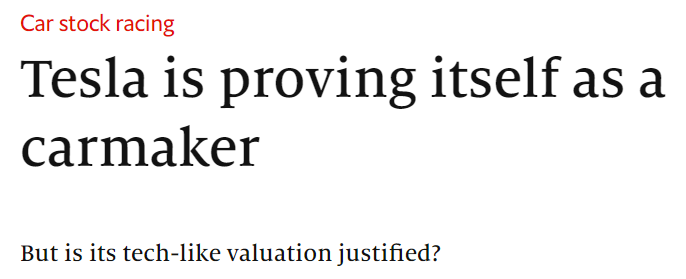 Car stock racing
Tesla is proving itself as a
carmaker
But is its tech-like valuation justified?